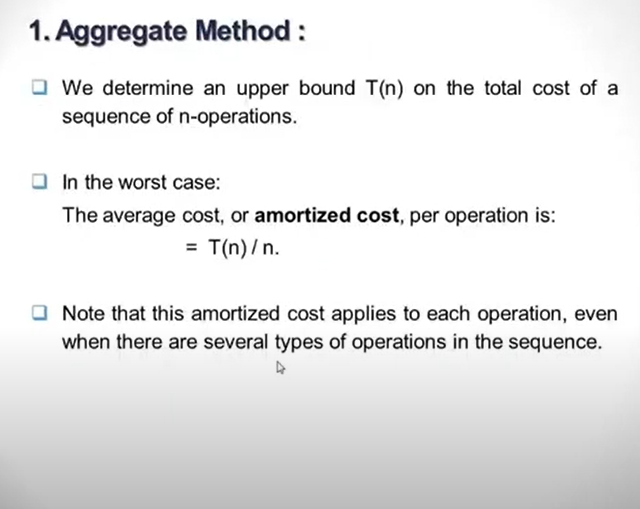 1. Aggregate Method :
We determine an upper bound T(n) on the total cost of a
sequence of n-operations.
In the worst case:
The average cost, or amortized cost, per operation is:
= T(n) / n.
Note that this amortized cost applies to each operation, even
when there are several types of operations in the sequence.